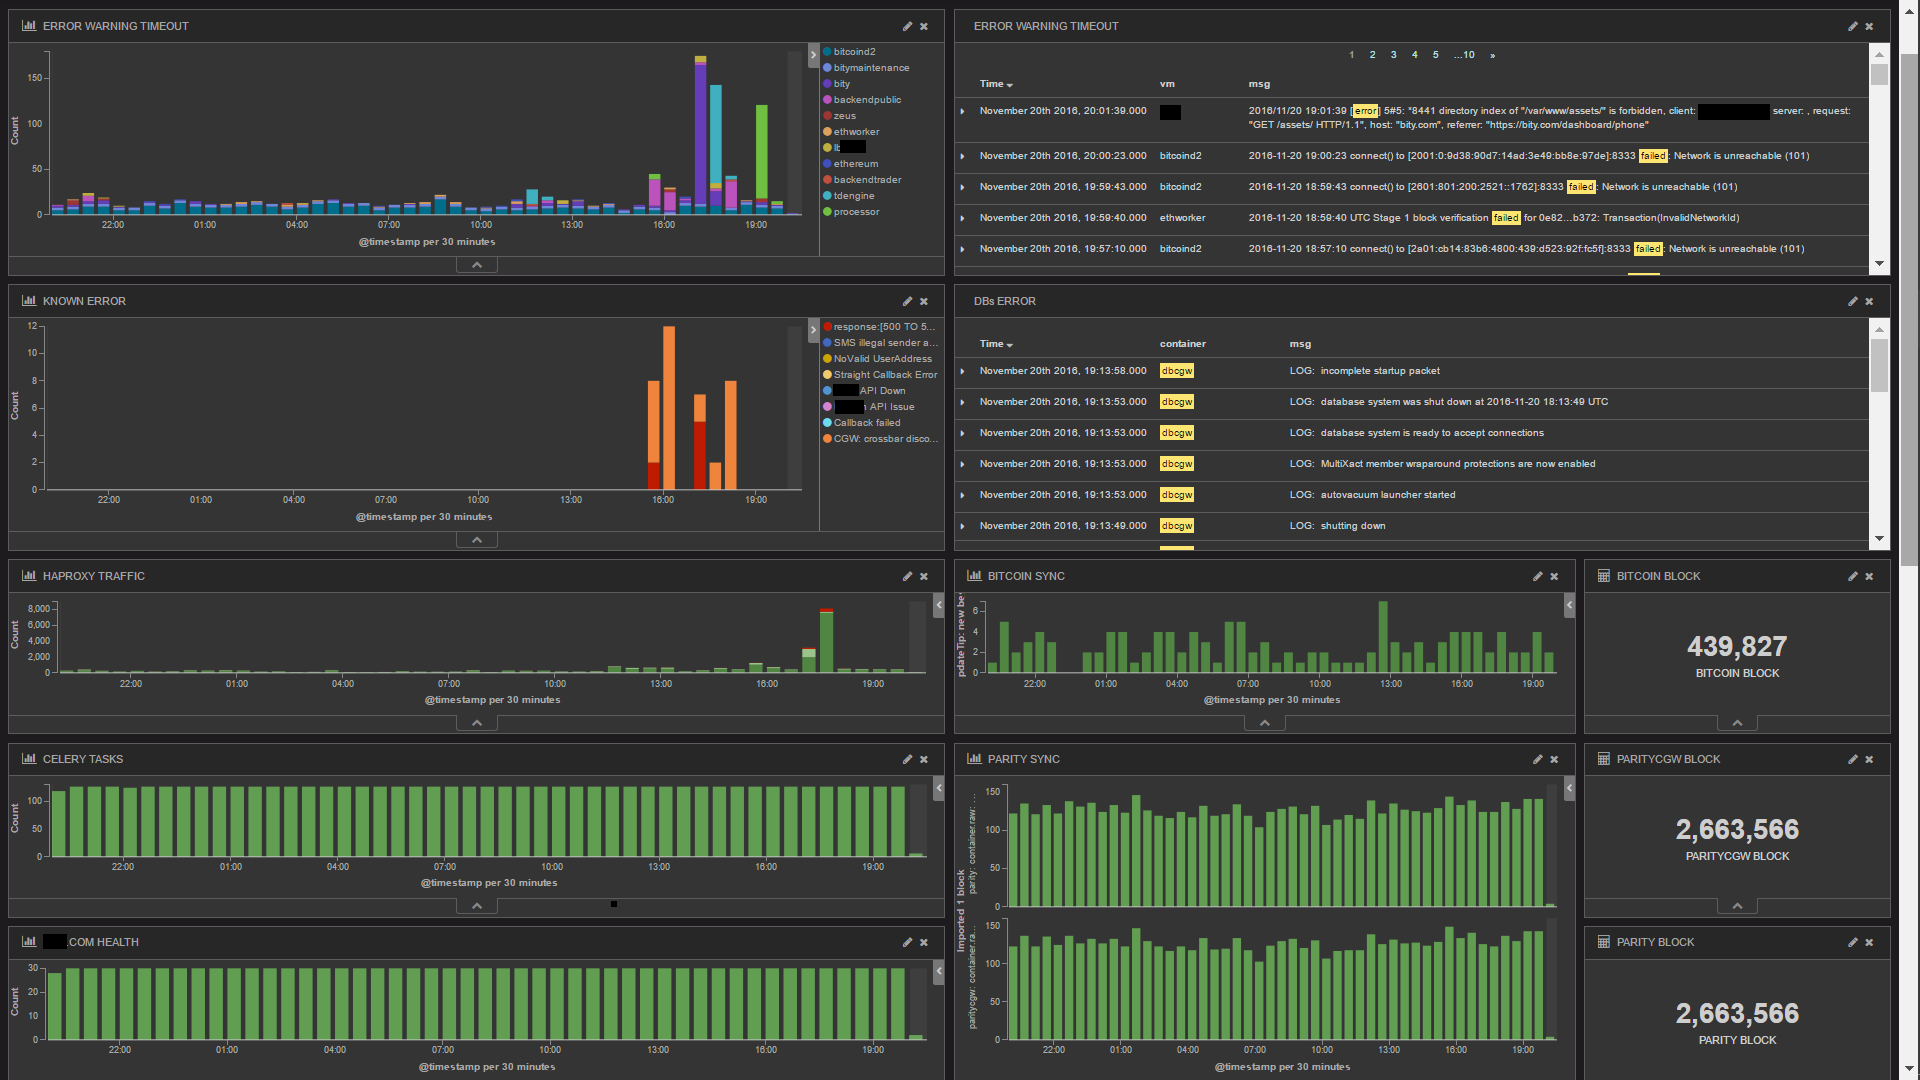 ERROR WARNING TIMEOUT
150
100
50
0
Count
22:00 01:00 04:00 07:00 10:00 13:00 16:00 19:00
@timestamp per 30 minutes
bitcoind2
bitymaintenance
bity
backendpublic
zeus
ethworker
lb
ethereum
backendtrader
tdengine
processor
ERROR WARNING TIMEOUT
1 2 3 4 5 ...10 »
Time vm msg
November 20th 2016, 20:01:39.000 2016/11/20 19:01:39 [error] 5#5: *8441 directory index of "/var/www/assets/" is forbidden, client: server: , request:
"GET /assets/ HTTP/1.1", host: "bity.com", referrer: "https://bity.com/dashboard/phone"
November 20th 2016, 20:00:23.000 bitcoind2 2016-11-20 19:00:23 connect() to [2001:0:9d38:90d7:14ad:3e49:bb8e:97de]:8333 failed: Network is unreachable (101)
November 20th 2016, 19:59:43.000 bitcoind2 2016-11-20 18:59:43 connect() to [2601:801:200:2521::1762]:8333 failed: Network is unreachable (101)
November 20th 2016, 19:59:40.000 ethworker 2016-11-20 18:59:40 UTC Stage 1 block verification failed for 0e82...b372: Transaction(InvalidNetworkId)
November 20th 2016, 19:57:10.000 bitcoind2 2016-11-20 18:57:10 connect() to [2a01:cb14:83b6:4800:439:d523:92f:fc5f]:8333 failed: Network is unreachable (101)
KNOWN ERROR
12
10
8
6
4
2
0
Count
22:00 01:00 04:00 07:00 10:00 13:00 16:00 19:00
@timestamp per 30 minutes
response:[500 TO 5...
SMS illegal sender a...
NoValid UserAddress
Straight Callback Error
API Down
API Issue
Callback failed
CGW: crossbar disco...
DBs ERROR
Time container msg
November 20th 2016, 19:13:58.000 dbcgw LOG: incomplete startup packet
November 20th 2016, 19:13:53.000 dbcgw LOG: database system was shut down at 2016-11-20 18:13:49 UTC
November 20th 2016, 19:13:53.000 dbcgw LOG: database system is ready to accept connections
November 20th 2016, 19:13:53.000 dbcgw LOG: MultiXact member wraparound protections are now enabled
November 20th 2016, 19:13:53.000 dbcgw LOG: autovacuum launcher started
November 20th 2016, 19:13:49.000 dbcgw LOG: shutting down
HAPROXY TRAFFIC
8,000
6,000
4,000
2,000
0
Count
22:00 01:00 04:00 07:00 10:00 13:00 16:00 19:00
@timestamp per 30 minutes
BITCOIN SYNC
pdateTip: new be
6
4
2
0
22:00 01:00 04:00 07:00 10:00 13:00 16:00 19:00
@timestamp per 30 minutes
BITCOIN BLOCK
439,827
BITCOIN BLOCK
CELERY TASKS
100
50
0
Count
22:00 01:00 04:00 07:00 10:00 13:00 16:00 19:00
@timestamp per 30 minutes
PARITY SYNC
Imported 1 block
parity: container.raw: ...
150
100
50
0
paritycgw: container.ra...
150
100
50
0
22:00 01:00 04:00 07:00 10:00 13:00 16:00 19:00
@timestamp per 30 minutes
PARITYCGW BLOCK
2,663,566
PARITYCGW BLOCK
.COM HEALTH
30
20
10
0
Count
22:00 01:00 04:00 07:00 10:00 13:00 16:00 19:00
@timestamp per 30 minutes
PARITY BLOCK
2,663,566
PARITY BLOCK